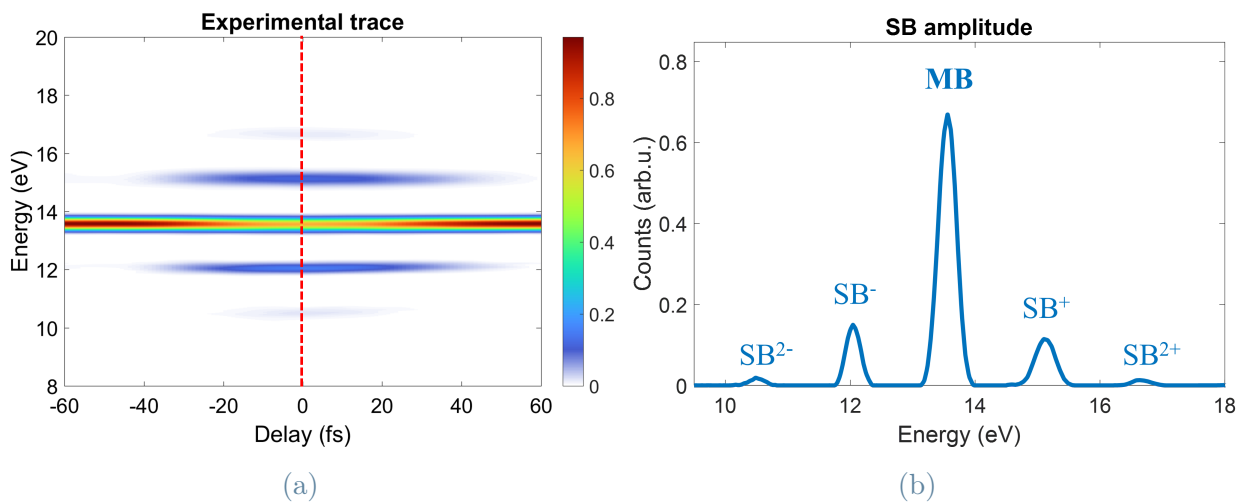 Experimental trace
20
18
16
14
12
10
8
Energy (eV)
-60
-40
-20
0
20
40
60
Delay (fs)
0.8
0.6
0.4
0.2
0
(a)
SB amplitude
0.8
0.6
0.4
0.2
0
Counts (arb.u.)
MB
SB-
SB+
SB2-
SB2+
10
12
14
16
18
Energy (eV)
(b)